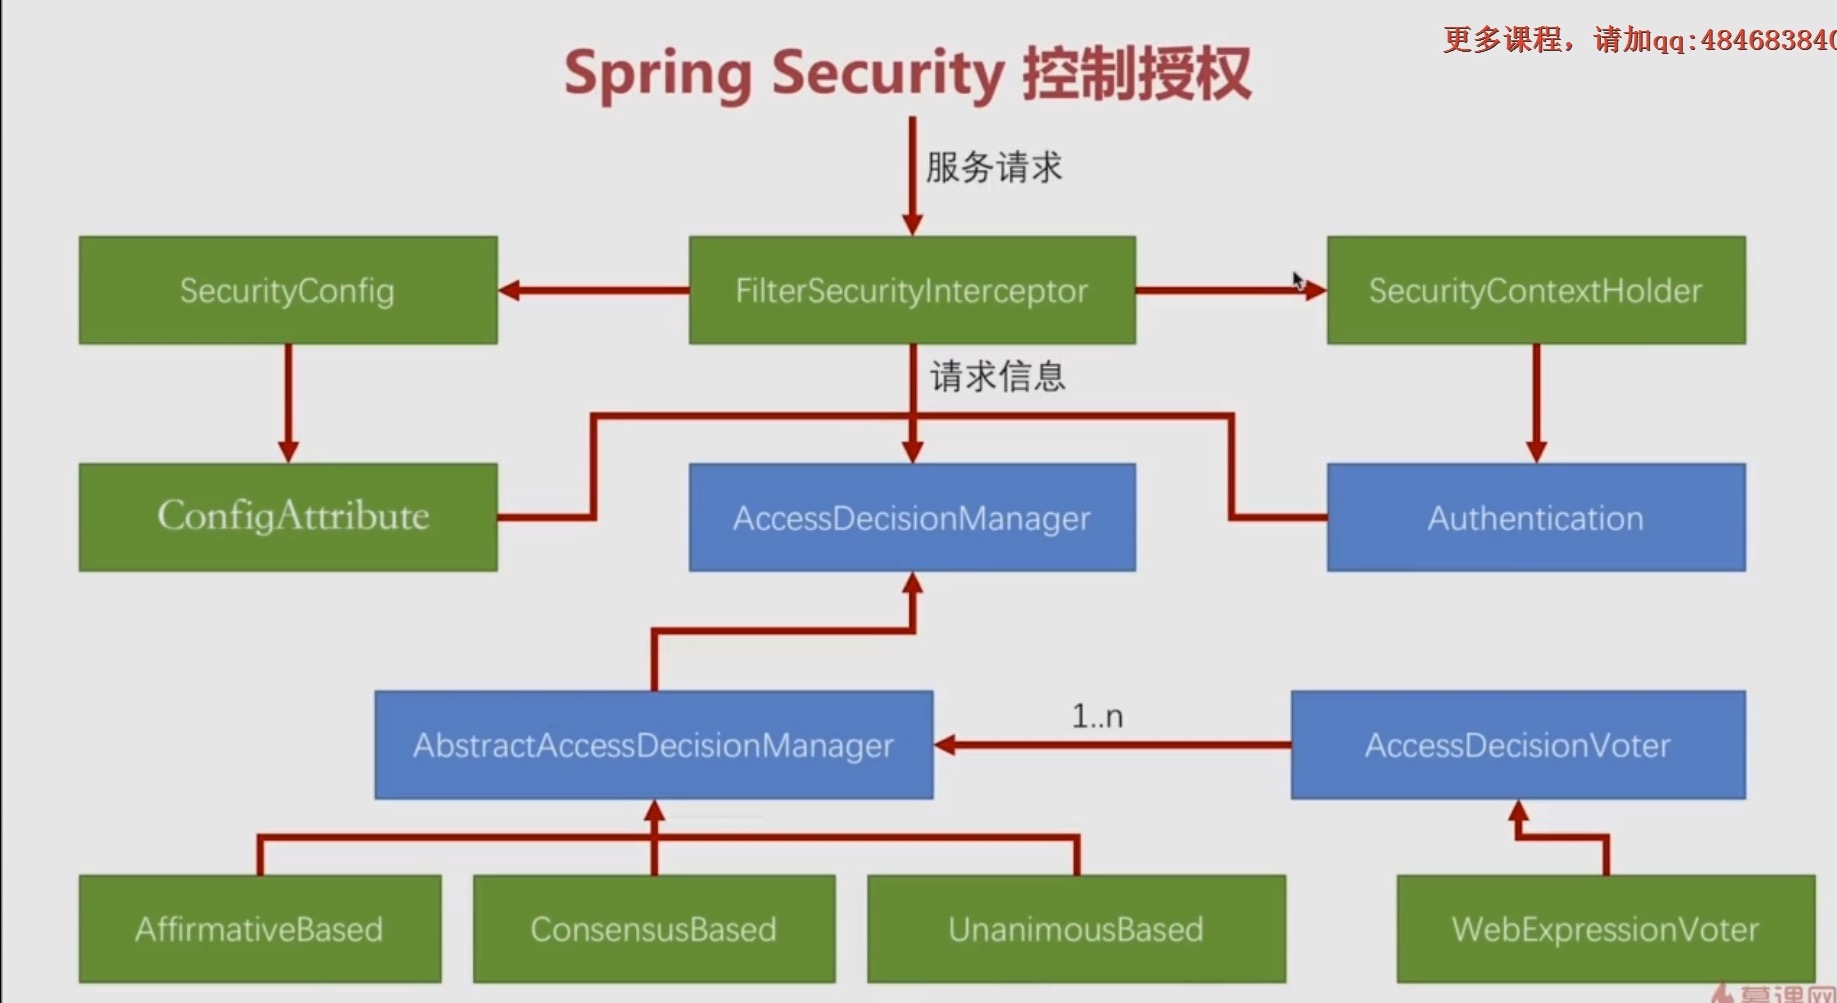 更多课程，请加qq:484683840
Spring Security 控制授权
服务请求
SecurityConfig
FilterSecurityInterceptor
SecurityContextHolder
请求信息
ConfigAttribute
AccessDecisionManager
Authentication
AbstractAccessDecisionManager
1..n
AccessDecisionVoter
AffirmativeBased
ConsensusBased
UnanimousBased
WebExpressionVoter
慕课网